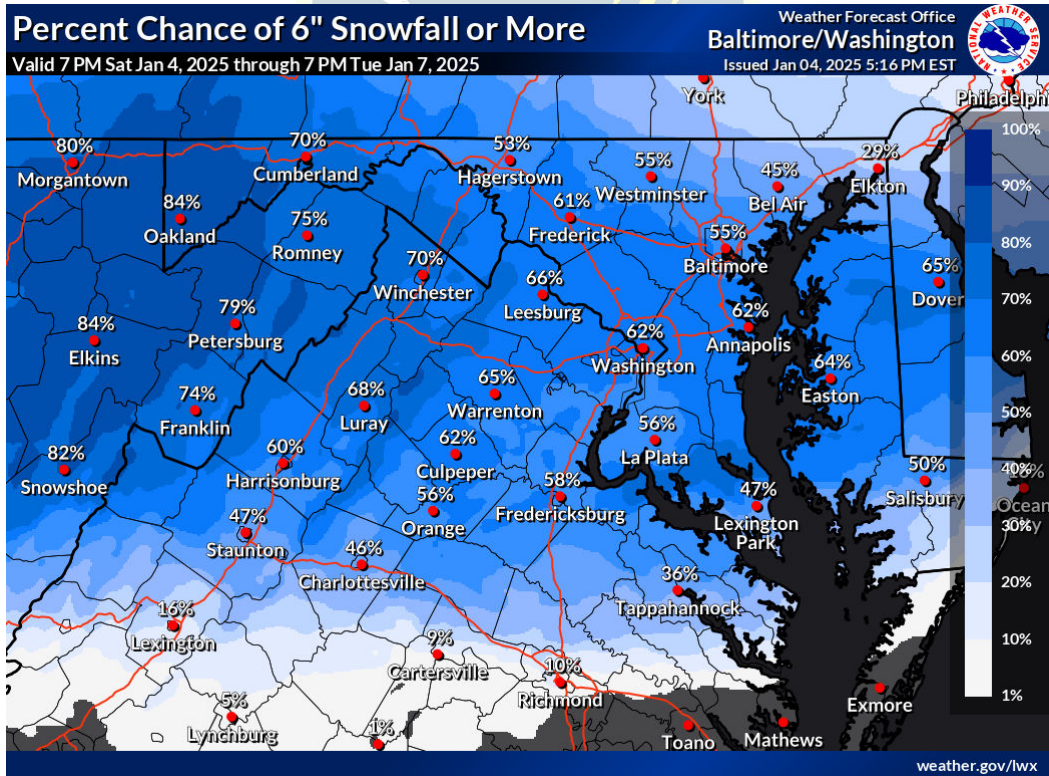 Percent Chance of 6" Snowfall or More
Valid 7 PM Sat Jan 4, 2025 through 7 PM Tue Jan 7, 2025
Weather Forecast Office
Baltimore/Washington
Issued Jan 04, 2025 5:16 PM EST
NATIONAL WEATHER SERVICE
York
Philadelphi
100%
90%
80%
70%
60%
50%
40%
30%
20%
10%
1%
80%
Morgantown
70%
Cumberland
53%
Hagerstown
55%
Westminster
45%
Bel Air
29%
Elkton
84%
Oakland
75%
Romney
61%
Frederick
55%
Baltimore
70%
Winchester
66%
Leesburg
65%
Dover
79%
Petersburg
84%
Elkins
62%
Washington
62%
Annapolis
64%
Easton
74%
Franklin
68%
Luray
65%
Warrenton
56%
La Plata
82%
Snowshoe
60%
Harrisonburg
62%
Culpeper
56%
Orange
58%
Fredericksburg
47%
Lexington
Park
50%
Salisbury
Ocean
47%
Staunton
46%
Charlottesville
36%
Tappahannock
16%
Lexington
9%
Cartersville
10%
Richmond
5%
Lynchburg
1%
Toano
Mathews
Exmore
weather.gov/lwx